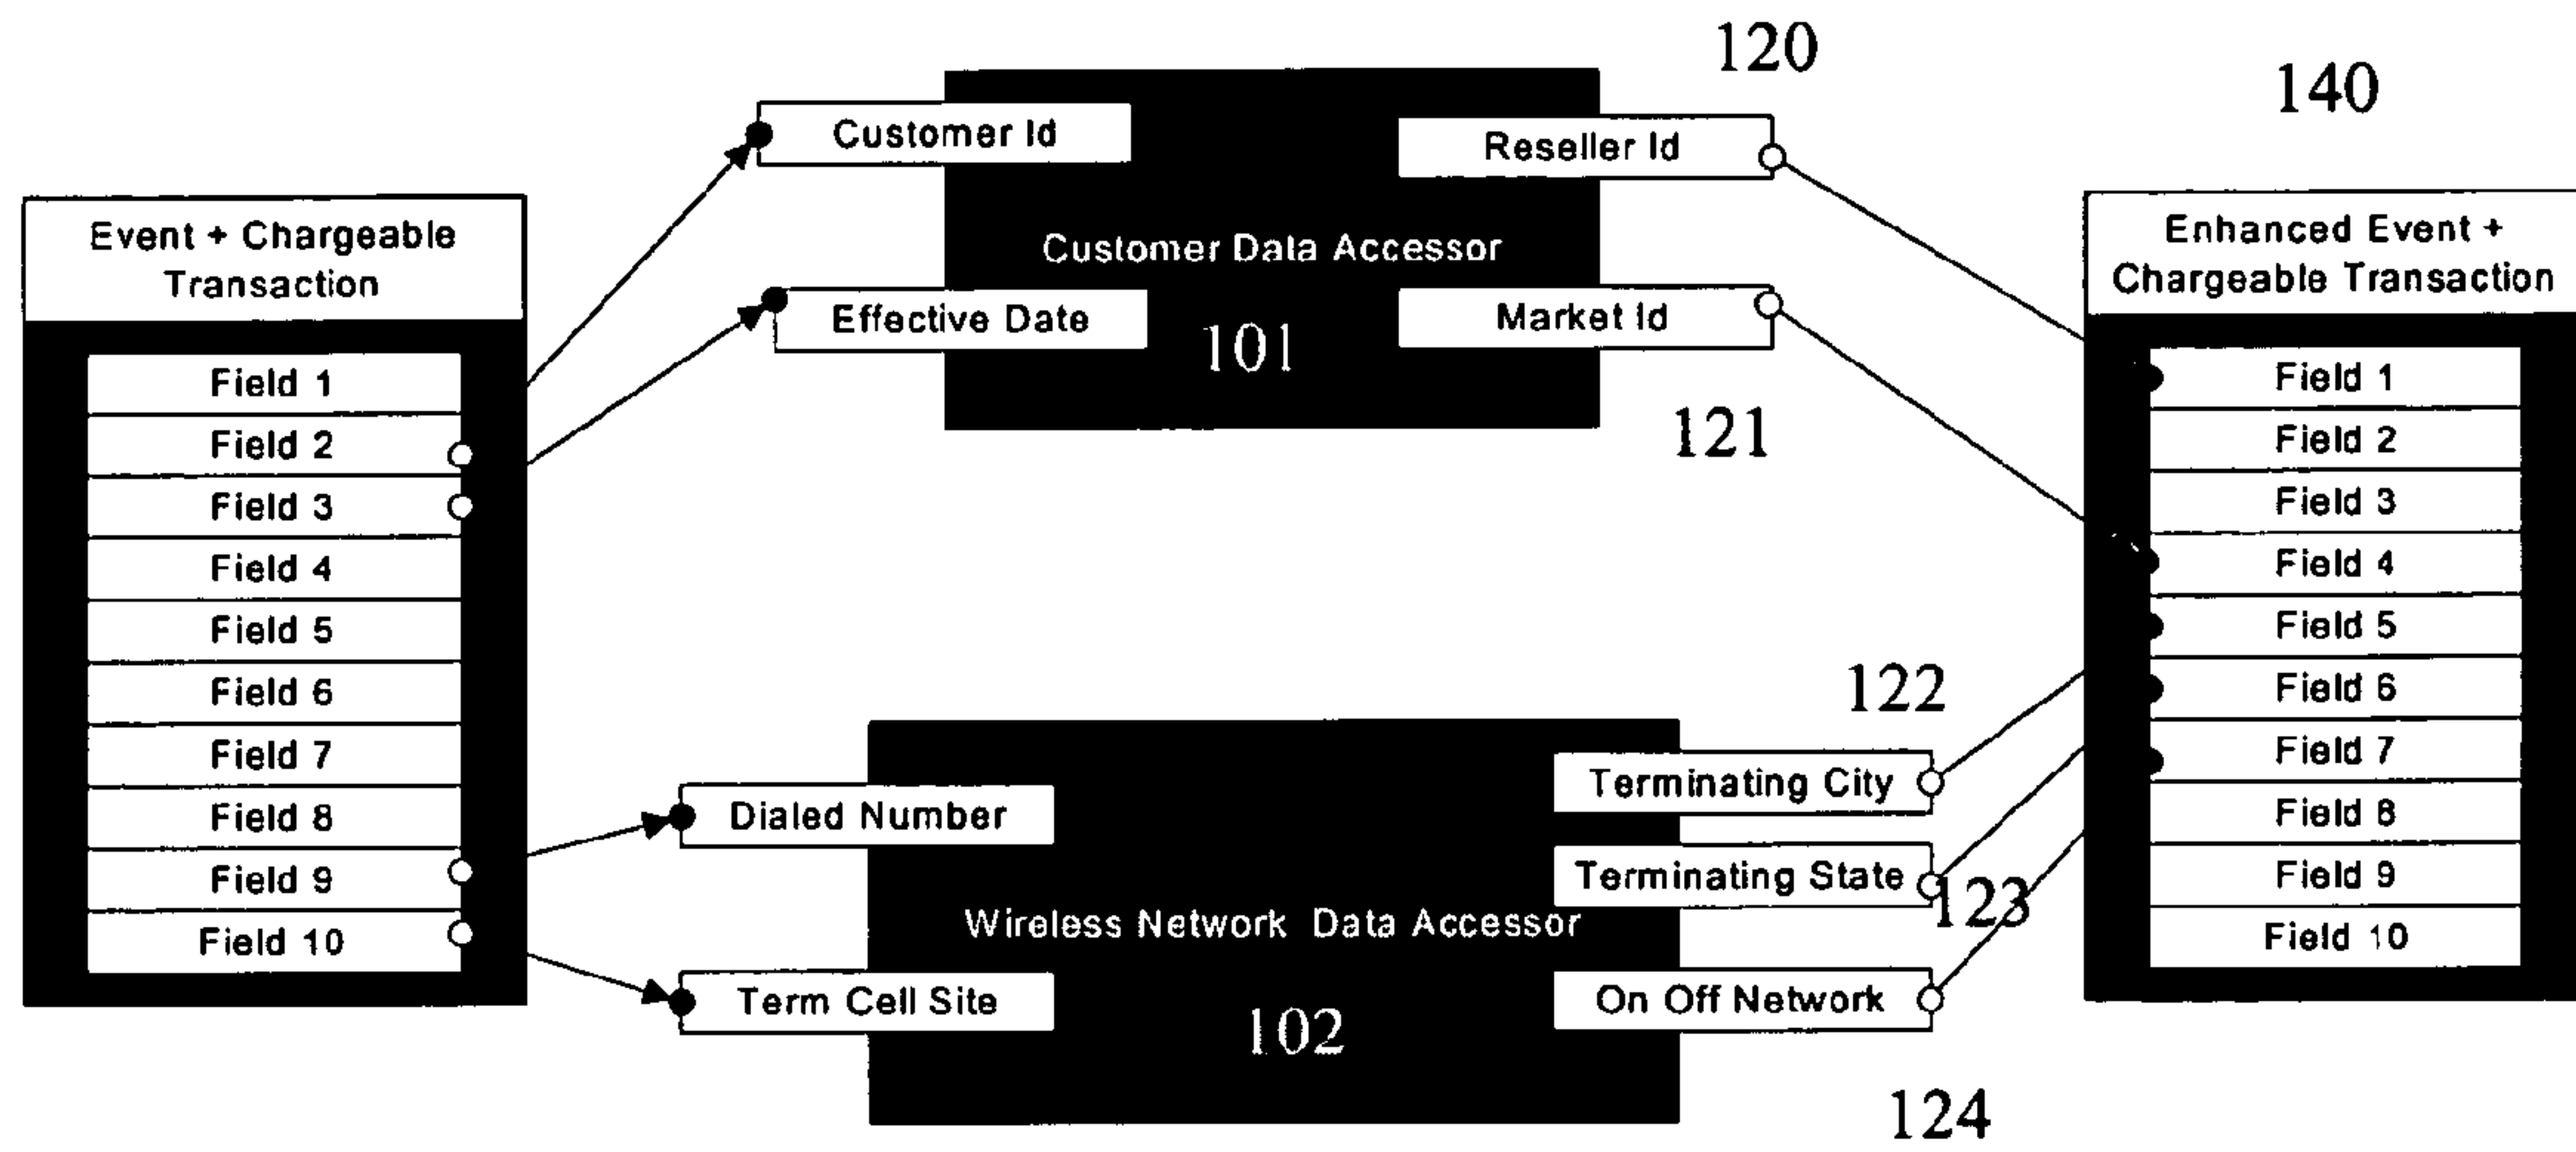 Event + Chargeable
Transaction
Field 1
Field 2
Field 3
Field 4
Field 5
Field 6
Field 7
Field 8
Field 9
Field 10
Customer Id
Effective Date
Customer Data Accessor
101
Reseller Id
Market Id
120
121
Dialed Number
Term Cell Site
Wireless Network Data Accessor
102
Terminating City
Terminating State
On Off Network
122
123
124
140
Enhanced Event +
Chargeable Transaction
Field 1
Field 2
Field 3
Field 4
Field 5
Field 6
Field 7
Field 8
Field 9
Field 10